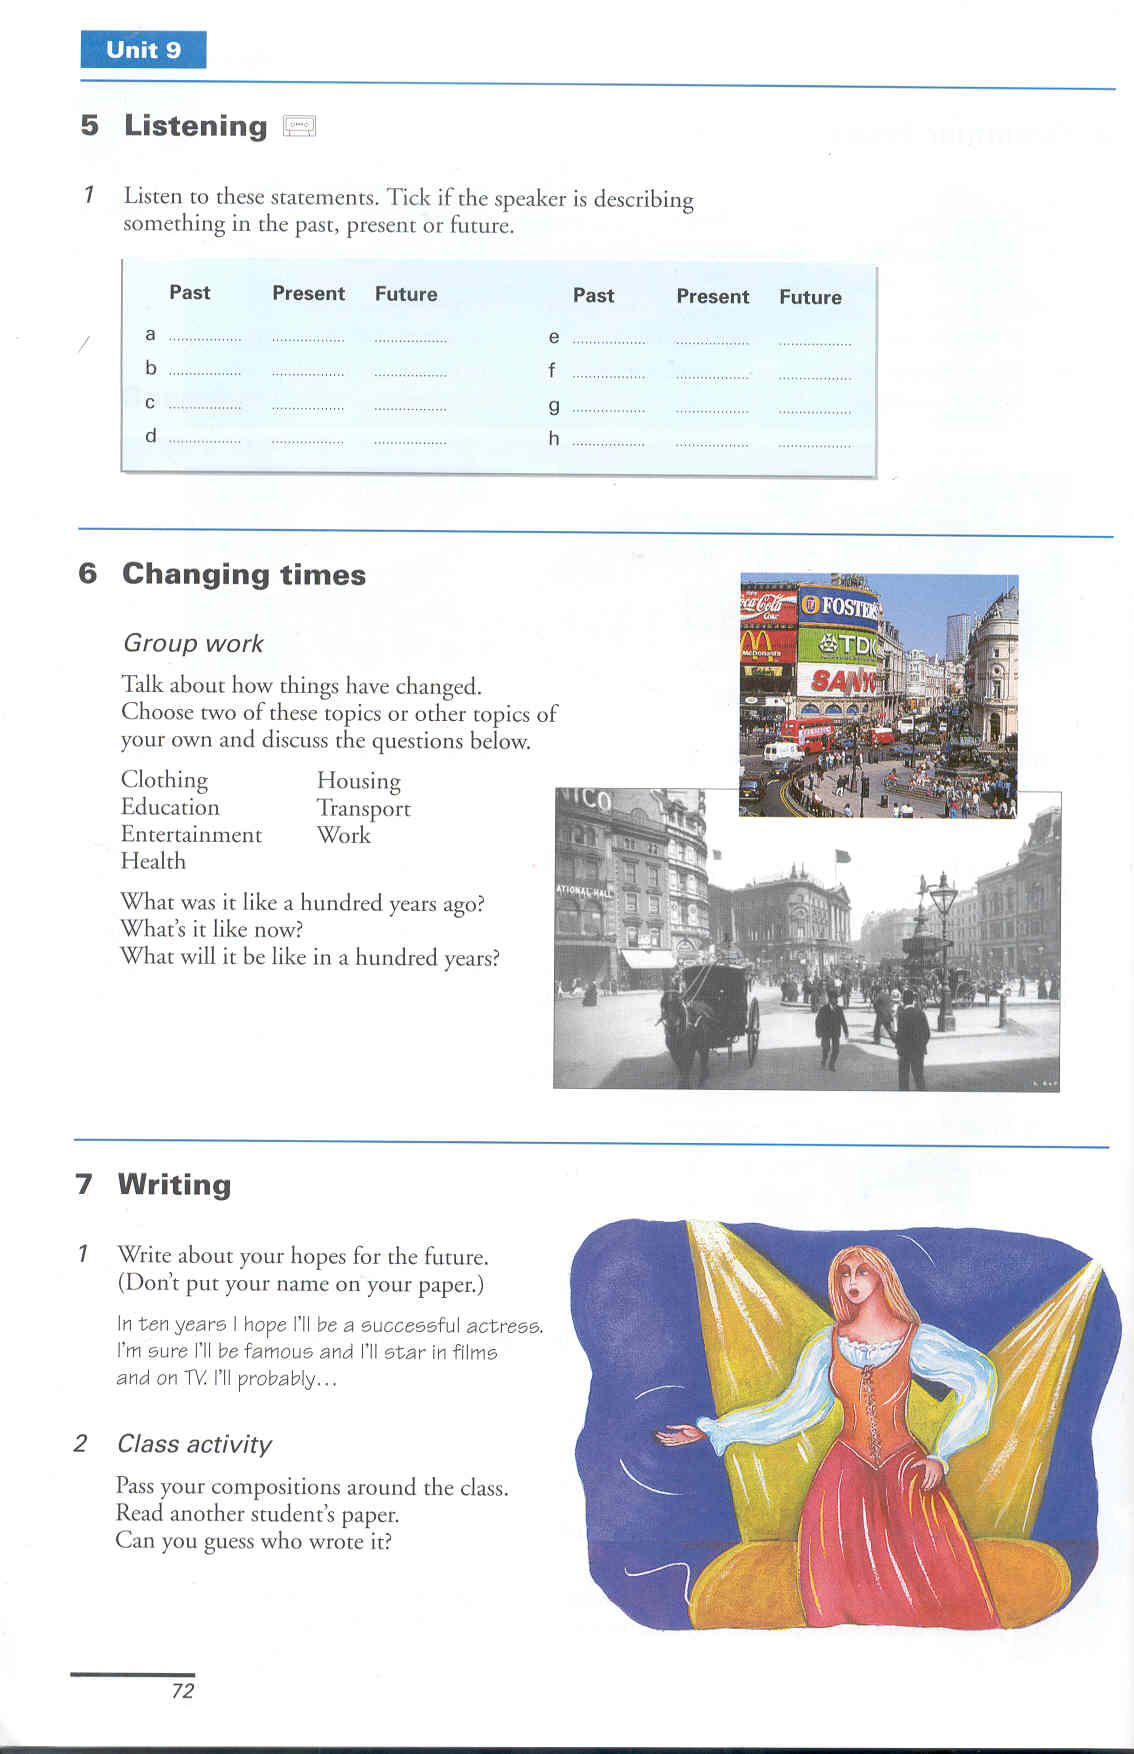 Unit 9
5 Listening
1 Listen to these statements. Tick if the speaker is describing
something in the past, present or future.
Past Present Future Past Present Future
a .................. .................. .................. e .................. .................. ..................
b .................. .................. .................. f .................. .................. ..................
c .................. .................. .................. g .................. .................. ..................
d .................. .................. .................. h .................. .................. ..................
6 Changing times
Group work
Talk about how things have changed.
Choose two of these topics or other topics of
your own and discuss the questions below.
Clothing Housing
Education Transport
Entertainment Work
Health
What was it like a hundred years ago?
What's it like now?
What will it be like in a hundred years?
Coca-Cola
Coke
FOSTER
McDonald's
TDK
SANYO
NICO
ATIONAL HALL
7 Writing
1 Write about your hopes for the future.
(Don't put your name on your paper.)
In ten years I hope I'll be a successful actress.
I'm sure I'll be famous and I'll star in films
and on TV. I'll probably...
2 Class activity
Pass your compositions around the class.
Read another student's paper.
Can you guess who wrote it?
72